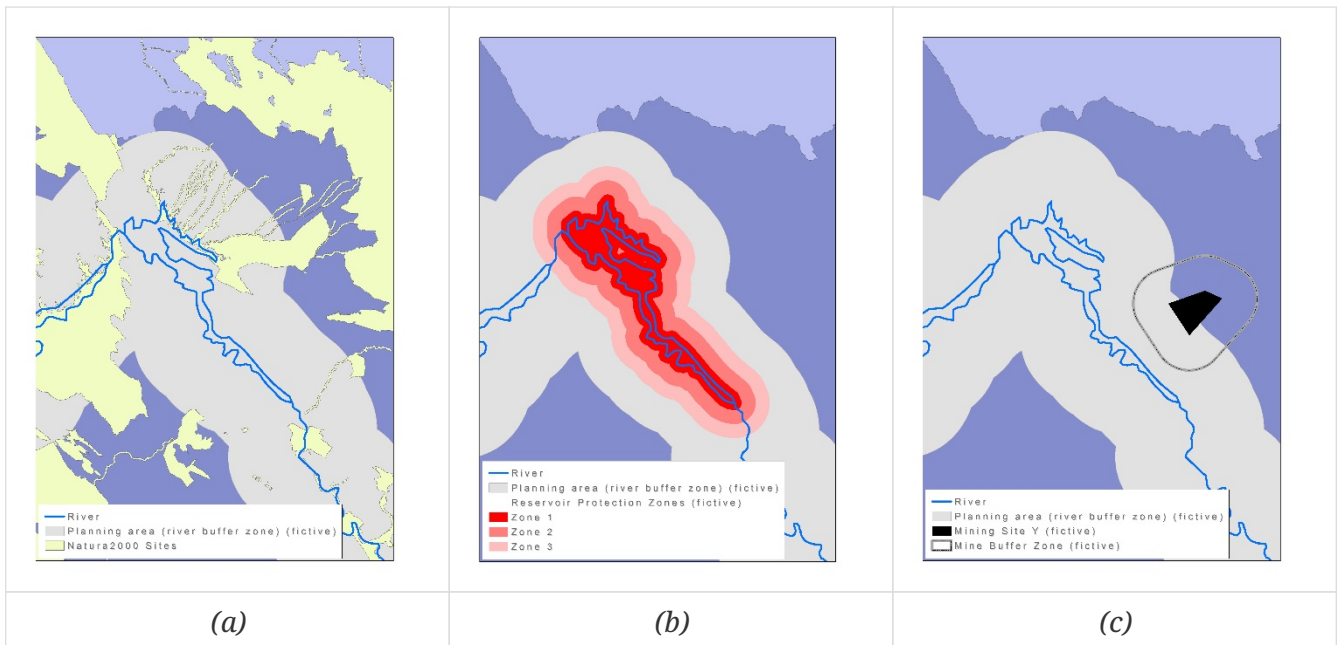 River
Planning area (river buffer zone) (fictive)
Natura2000 Sites
River
Planning area (river buffer zone) (fictive)
Reservoir Protection Zones (fictive)
Zone 1
Zone 2
Zone 3
River
Planning area (river buffer zone) (fictive)
Mining Site Y (fictive)
Mine Buffer Zone (fictive)
(a)
(b)
(c)